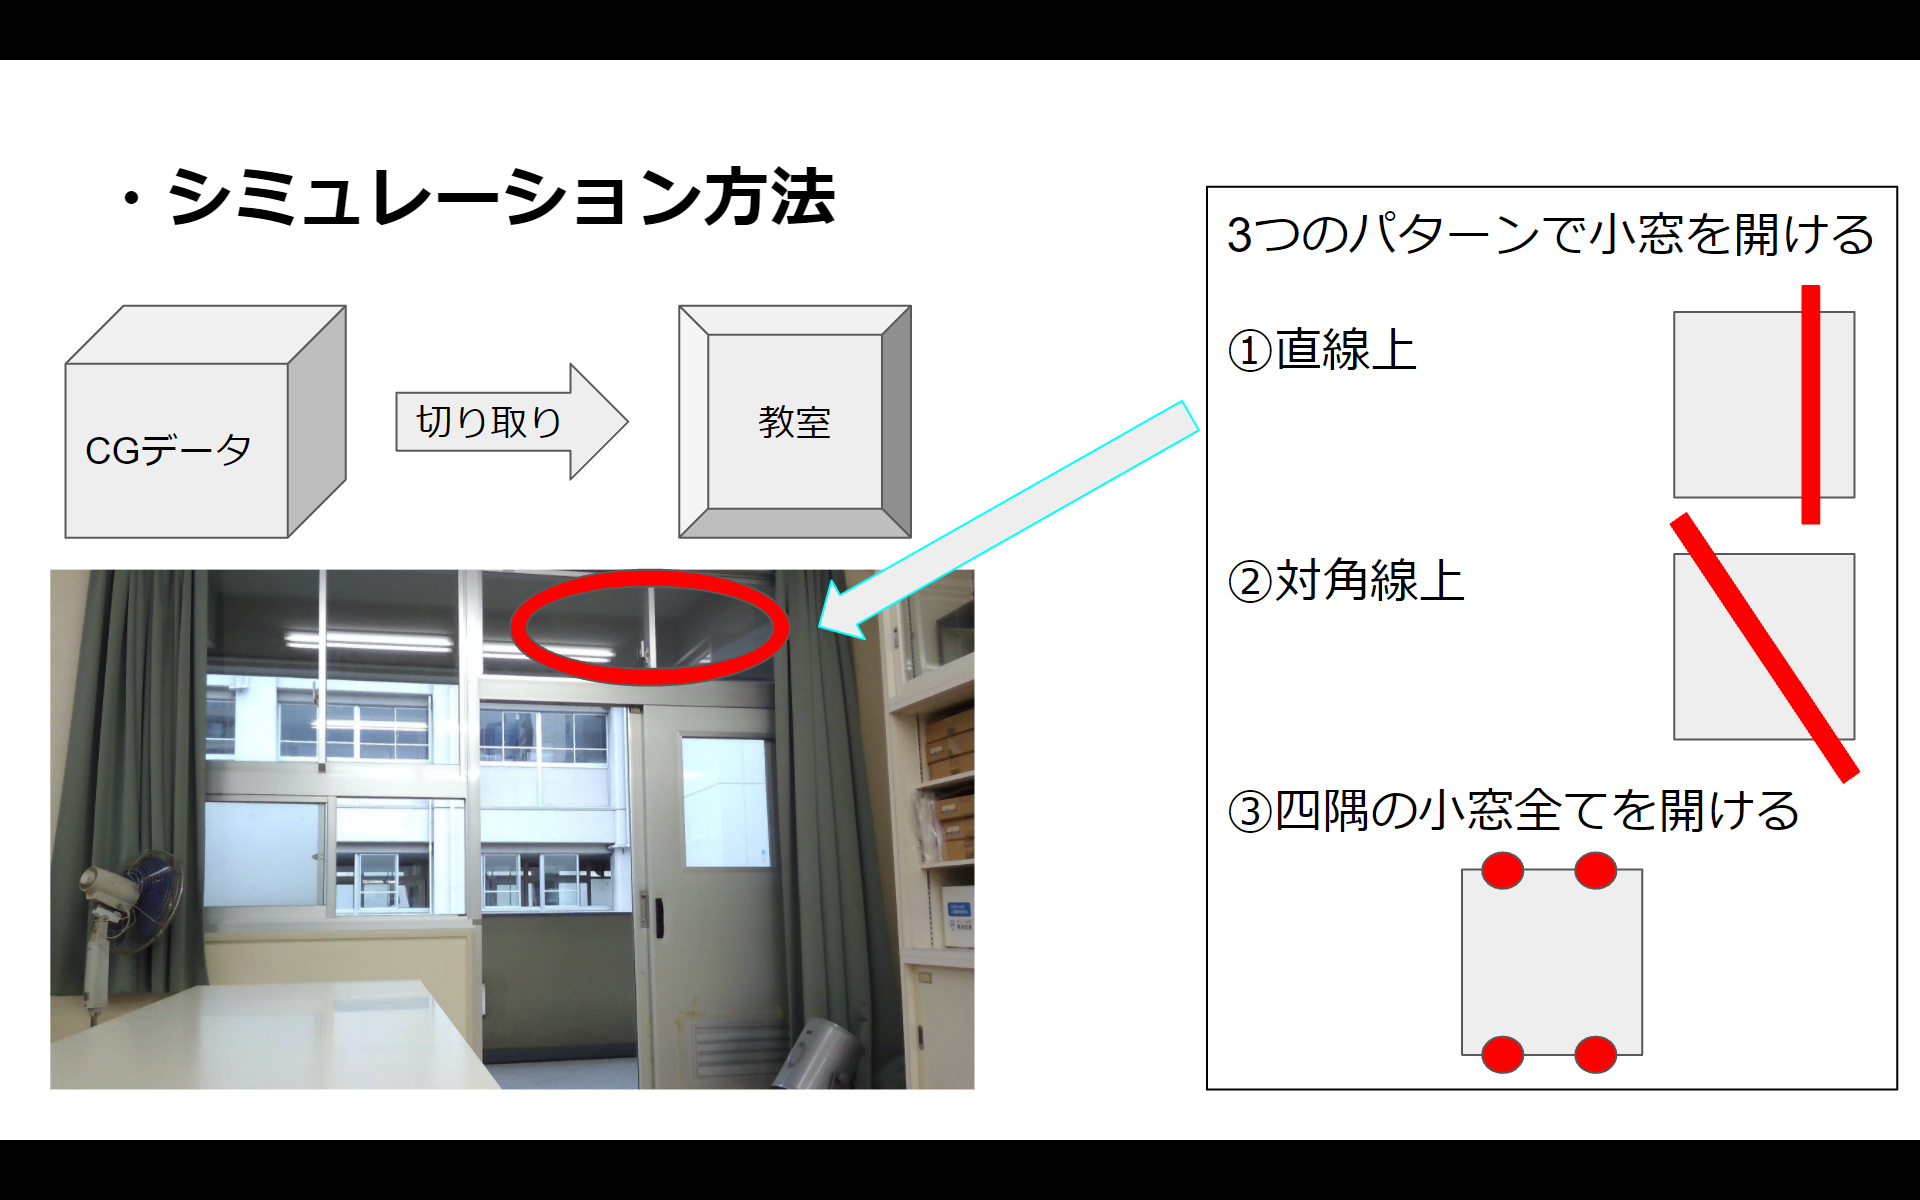 ・シミュレーション方法
CGデータ
切り取り
教室
3つのパターンで小窓を開ける
①直線上
②対角線上
③四隅の小窓全てを開ける